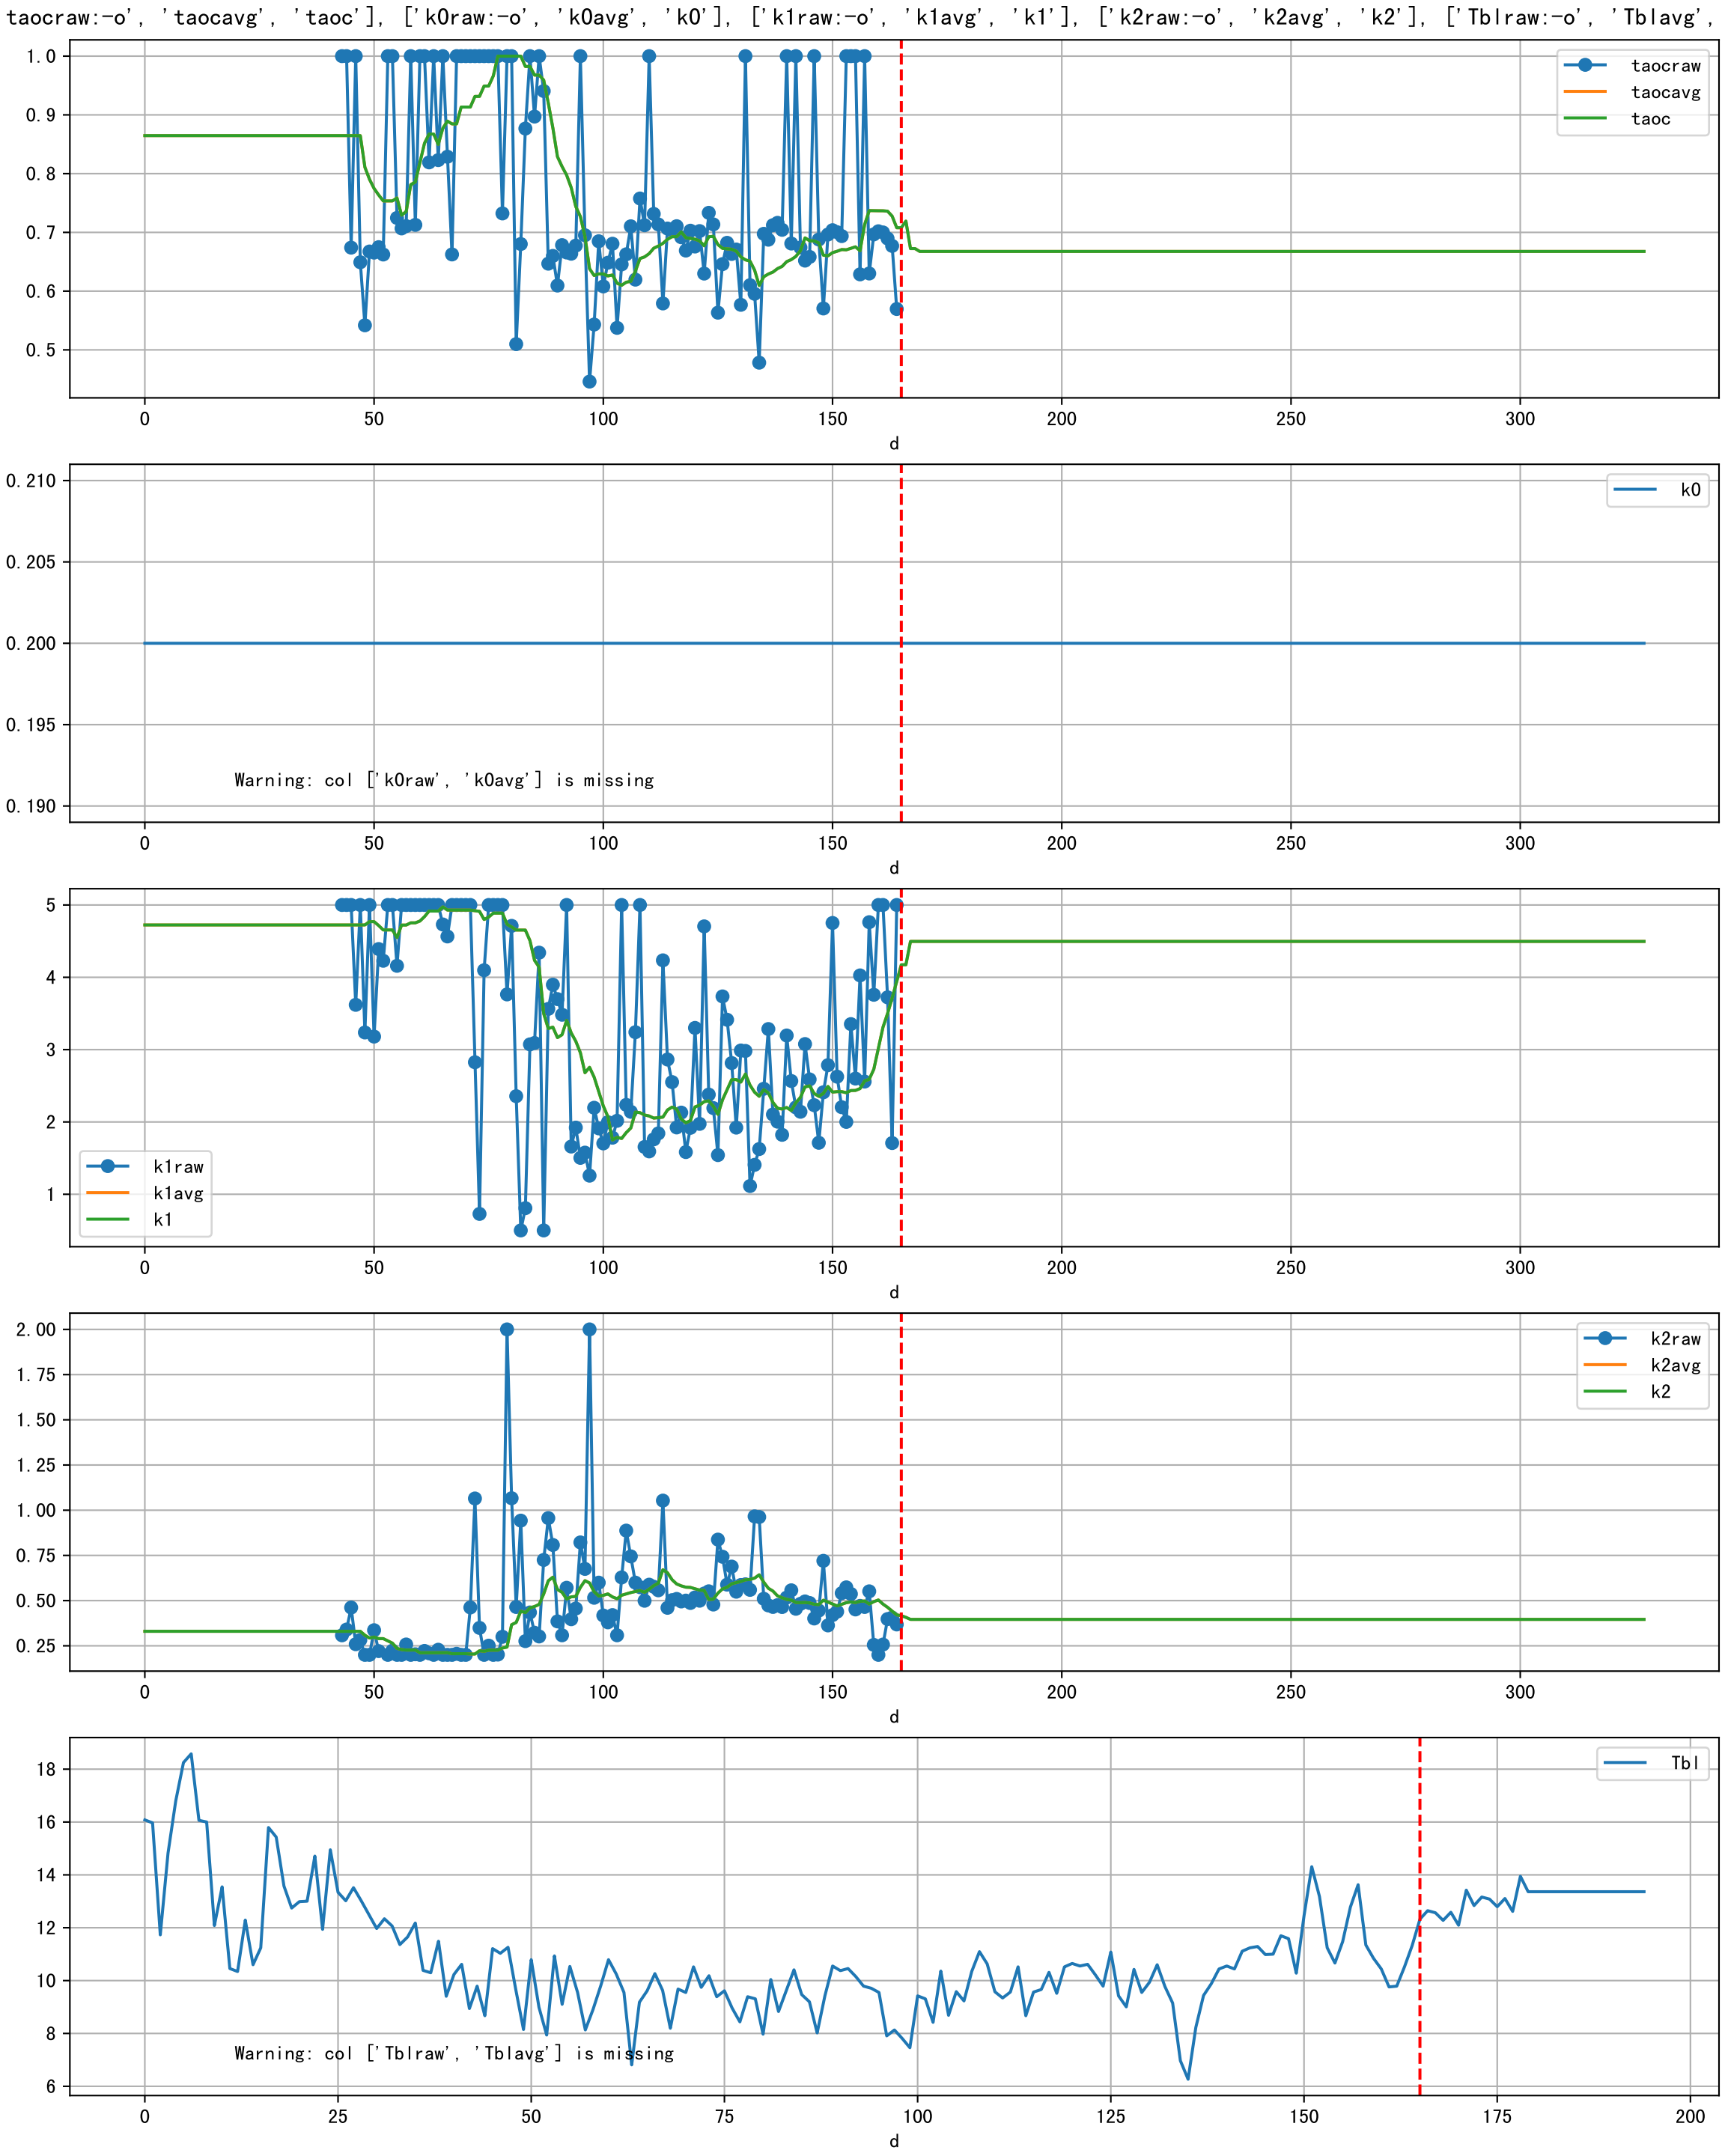 taocraw:-o', 'taocavg', 'taoc'], ['k0raw:-o', 'k0avg', 'k0'], ['k1raw:-o', 'k1avg', 'k1'], ['k2raw:-o', 'k2avg', 'k2'], ['Tblraw:-o', 'Tblavg',
1.0
0.9
0.8
0.7
0.6
0.5
taocraw
taocavg
taoc
0 50 100 150 200 250 300
d
0.210
0.205
0.200
0.195
0.190
k0
Warning: col ['k0raw', 'k0avg'] is missing
0 50 100 150 200 250 300
d
5
4
3
2
1
k1raw
k1avg
k1
0 50 100 150 200 250 300
d
2.00
1.75
1.50
1.25
1.00
0.75
0.50
0.25
k2raw
k2avg
k2
0 50 100 150 200 250 300
d
18
16
14
12
10
8
6
Tbl
Warning: col ['Tblraw', 'Tblavg'] is missing
0 25 50 75 100 125 150 175 200
d